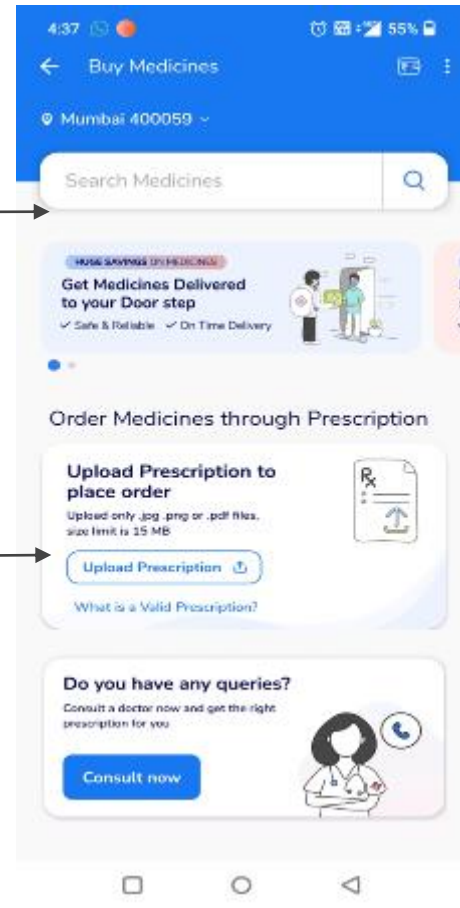 4:37
55%
Buy Medicines
Mumbai 400059
Search Medicines
HUGE SAVINGS ON MEDICINES
Get Medicines Delivered
to your Door step
✓ Safe & Reliable ✓ On Time Delivery
Order Medicines through Prescription
Upload Prescription to
place order
Upload only .jpg .png or .pdf files,
size limit is 15 MB
Rx
Upload Prescription
What is a Valid Prescription?
Do you have any queries?
Consult a doctor now and get the right
prescription for you
Consult now